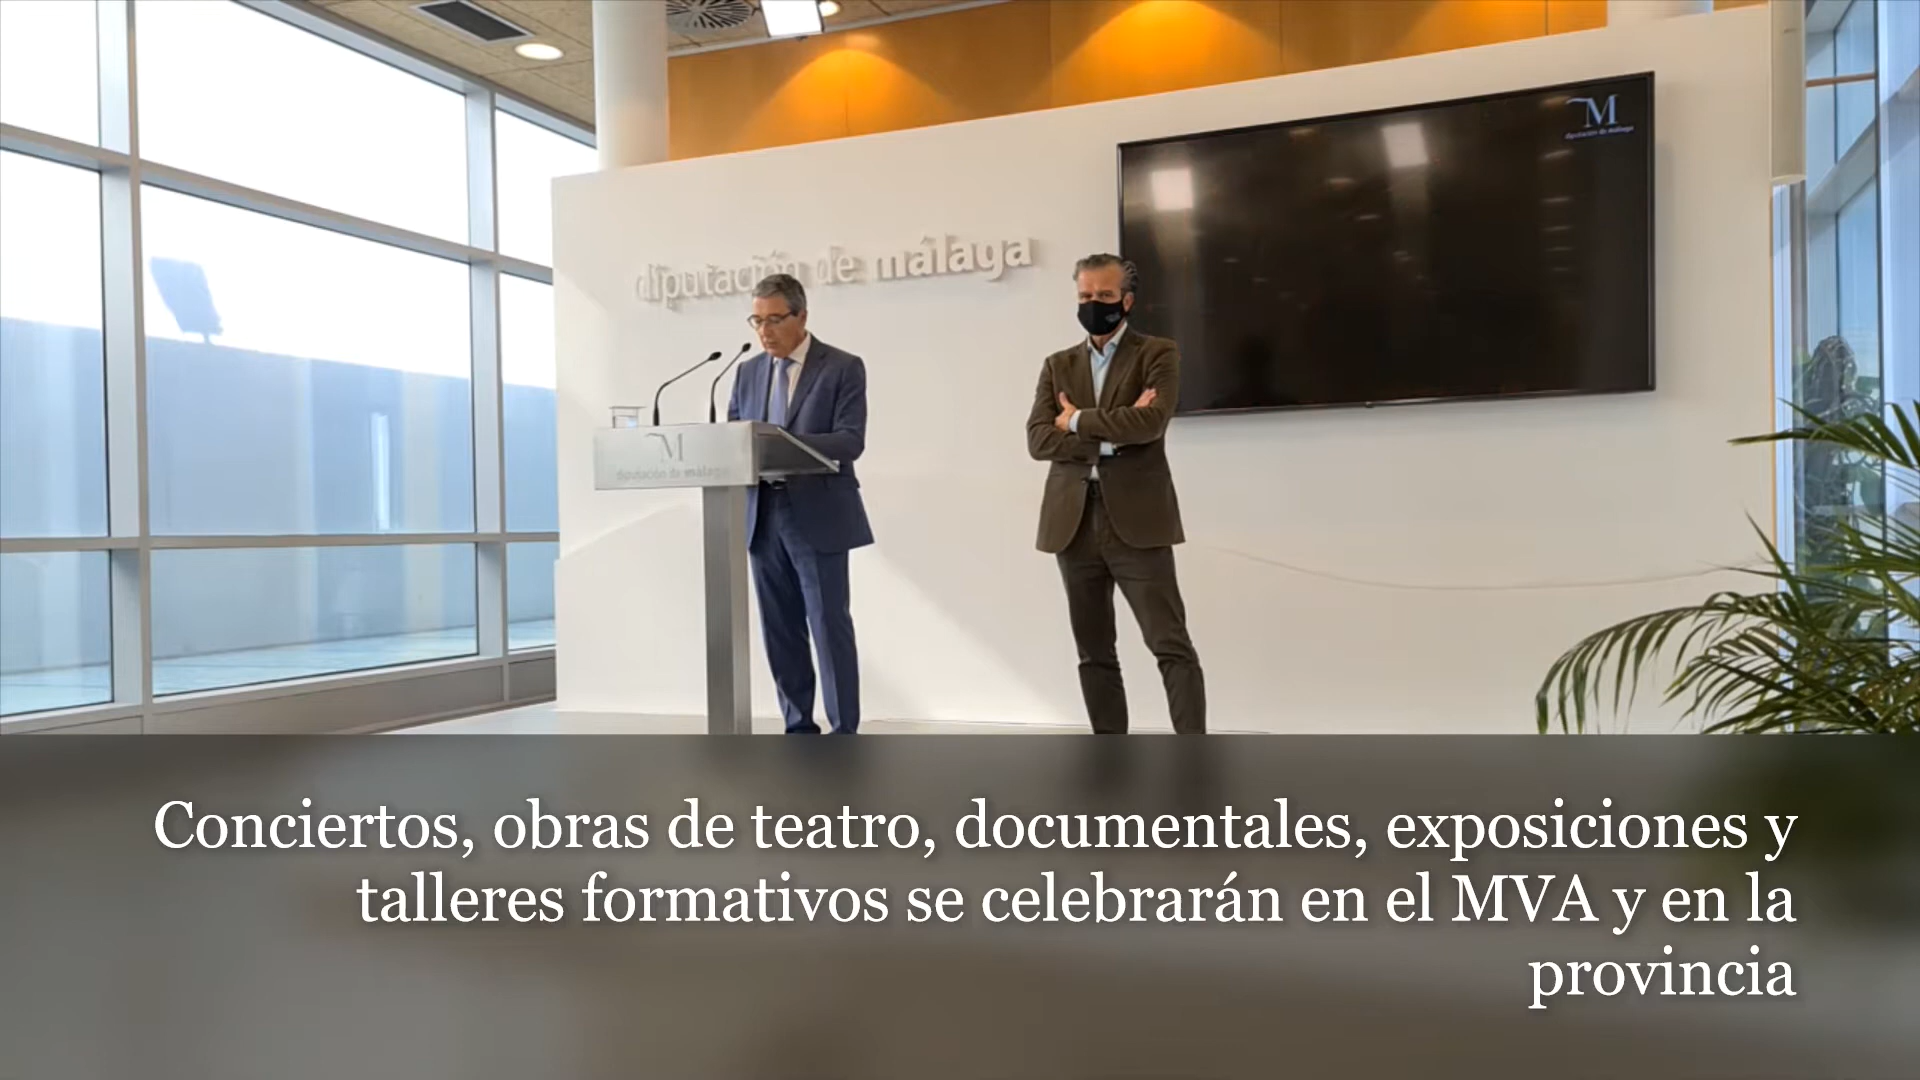 M
diputación de málaga
diputación de málaga
M
diputación de málaga
Conciertos, obras de teatro, documentales, exposiciones y
talleres formativos se celebrarán en el MVA y en la
provincia